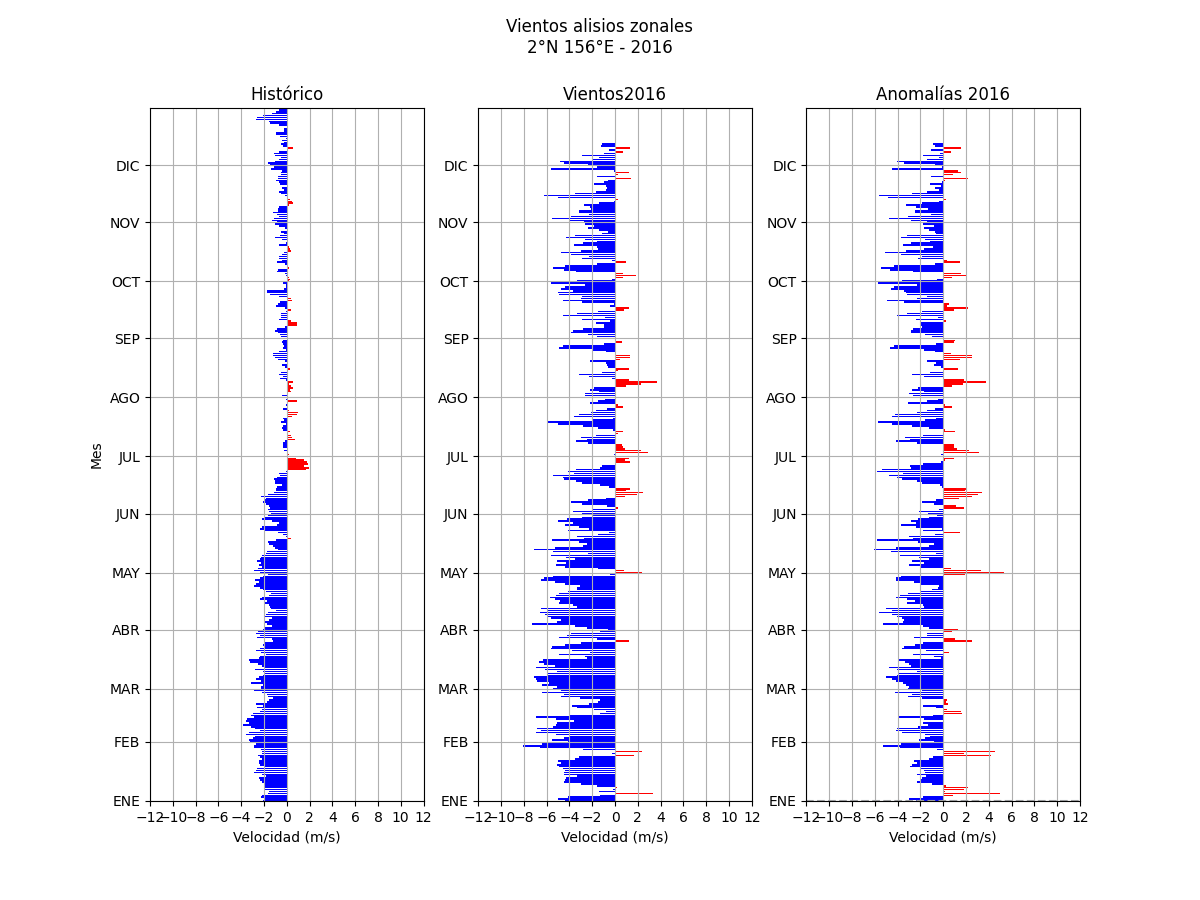 Vientos alisios zonales
2°N 156°E - 2016
Histórico
Vientos2016
Anomalías 2016
Mes
DIC
NOV
OCT
SEP
AGO
JUL
JUN
MAY
ABR
MAR
FEB
ENE
−12 −10 −8 −6 −4 −2 0 2 4 6 8 10 12
Velocidad (m/s)
DIC
NOV
OCT
SEP
AGO
JUL
JUN
MAY
ABR
MAR
FEB
ENE
−12 −10 −8 −6 −4 −2 0 2 4 6 8 10 12
Velocidad (m/s)
DIC
NOV
OCT
SEP
AGO
JUL
JUN
MAY
ABR
MAR
FEB
ENE
−12 −10 −8 −6 −4 −2 0 2 4 6 8 10 12
Velocidad (m/s)